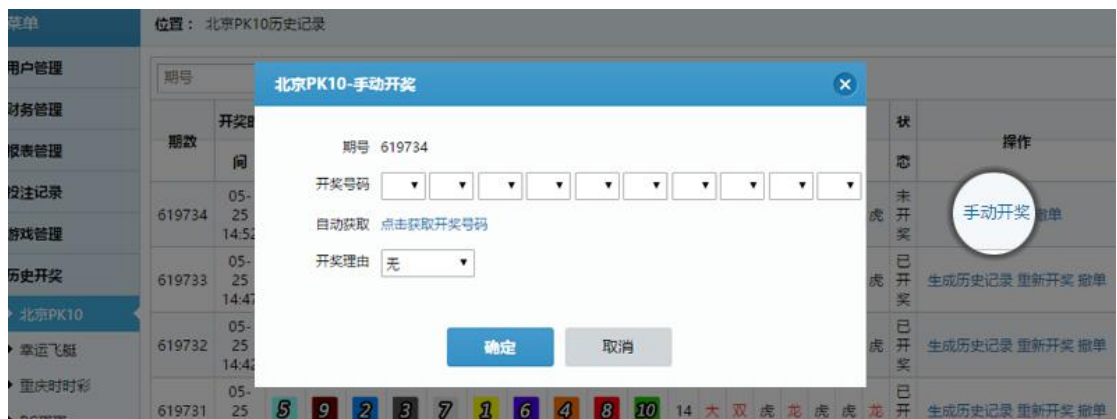 菜单
位置： 北京PK10历史记录
用户管理
期号
北京PK10-手动开奖
财务管理
期数
开奖时
间
状
态
操作
报表管理
期号 619734
投注记录
开奖号码
619734
05-
25
14:52
虎
未
开
奖
手动开奖 撤单
游戏管理
自动获取 点击获取开奖号码
历史开奖
开奖理由 无
619733
05-
25
14:47
虎
已
开
奖
生成历史记录 重新开奖 撤单
北京PK10
幸运飞艇
619732
05-
25
14:42
虎
已
开
奖
生成历史记录 重新开奖 撤单
确定 取消
重庆时时彩
619731
05-
25
5 9 2 3 7 1 6 4 8 10 14 大 双 虎 龙 虎 虎 龙
已
开
生成历史记录 重新开奖 撤单